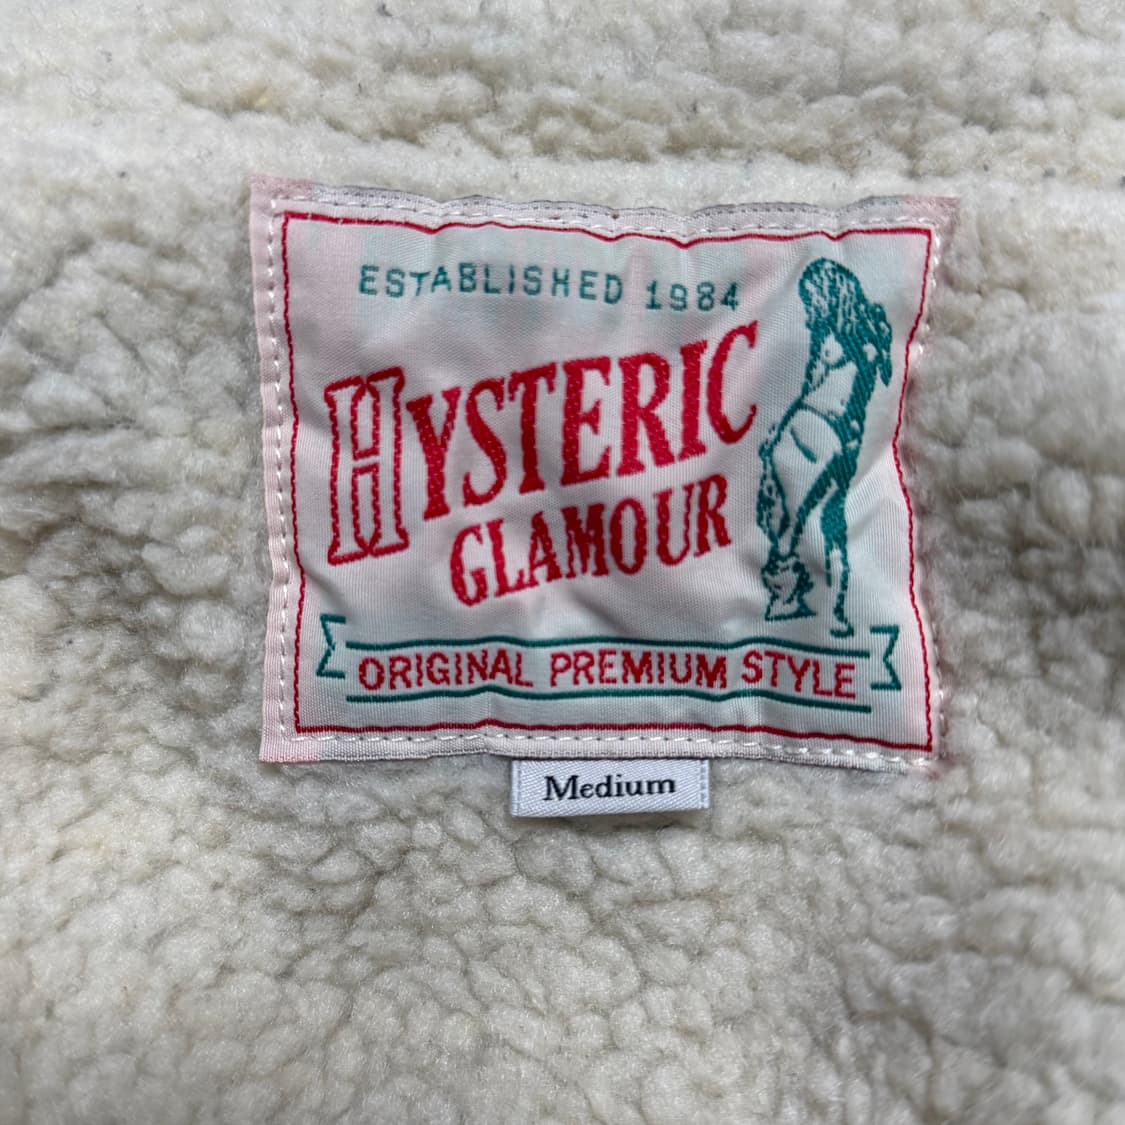 ESTABLISHED 1984
HYSTERIC
GLAMOUR
ORIGINAL PREMIUM STYLE
Medium